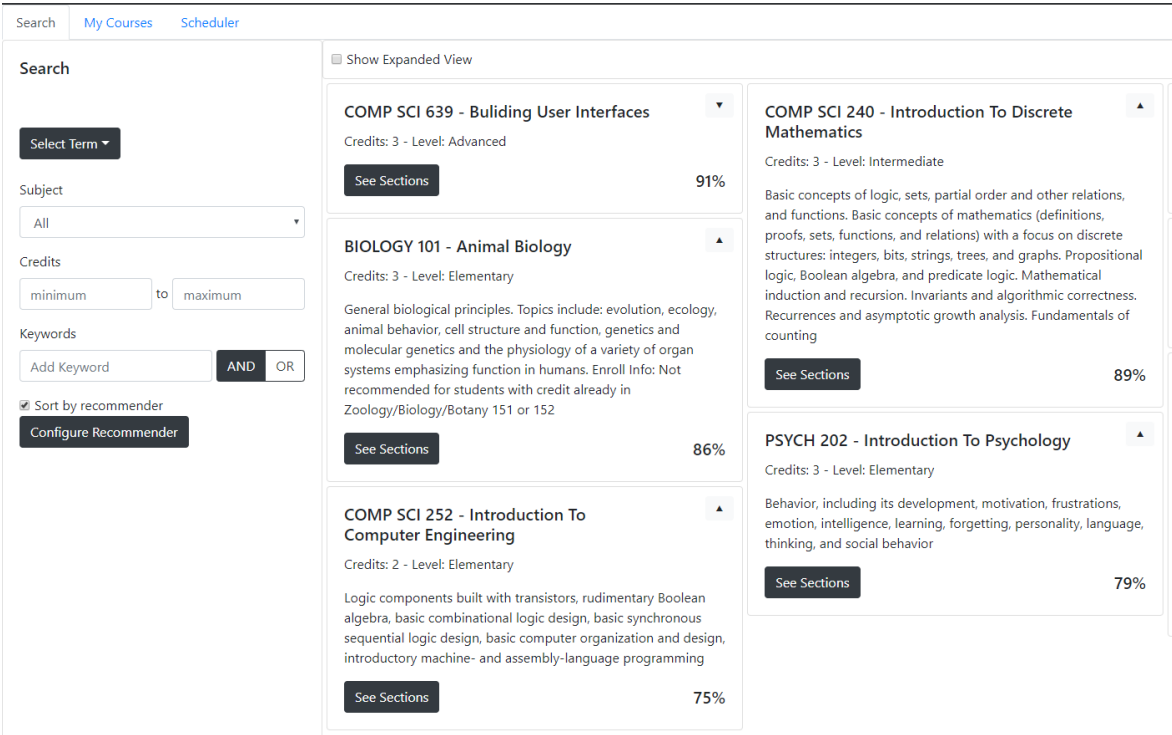 Search
My Courses
Scheduler
Search
Select Term
Subject
All
Credits
minimum
to
maximum
Keywords
Add Keyword
AND
OR
Sort by recommender
Configure Recommender
Show Expanded View
COMP SCI 639 - Buliding User Interfaces
Credits: 3 - Level: Advanced
See Sections
91%
BIOLOGY 101 - Animal Biology
Credits: 3 - Level: Elementary
General biological principles. Topics include: evolution, ecology,
animal behavior, cell structure and function, genetics and
molecular genetics and the physiology of a variety of organ
systems emphasizing function in humans. Enroll Info: Not
recommended for students with credit already in
Zoology/Biology/Botany 151 or 152
See Sections
86%
COMP SCI 252 - Introduction To
Computer Engineering
Credits: 2 - Level: Elementary
Logic components built with transistors, rudimentary Boolean
algebra, basic combinational logic design, basic synchronous
sequential logic design, basic computer organization and design,
introductory machine- and assembly-language programming
See Sections
75%
COMP SCI 240 - Introduction To Discrete
Mathematics
Credits: 3 - Level: Intermediate
Basic concepts of logic, sets, partial order and other relations,
and functions. Basic concepts of mathematics (definitions,
proofs, sets, functions, and relations) with a focus on discrete
structures: integers, bits, strings, trees, and graphs. Propositional
logic, Boolean algebra, and predicate logic. Mathematical
induction and recursion. Invariants and algorithmic correctness.
Recurrences and asymptotic growth analysis. Fundamentals of
counting
See Sections
89%
PSYCH 202 - Introduction To Psychology
Credits: 3 - Level: Elementary
Behavior, including its development, motivation, frustrations,
emotion, intelligence, learning, forgetting, personality, language,
thinking, and social behavior
See Sections
79%